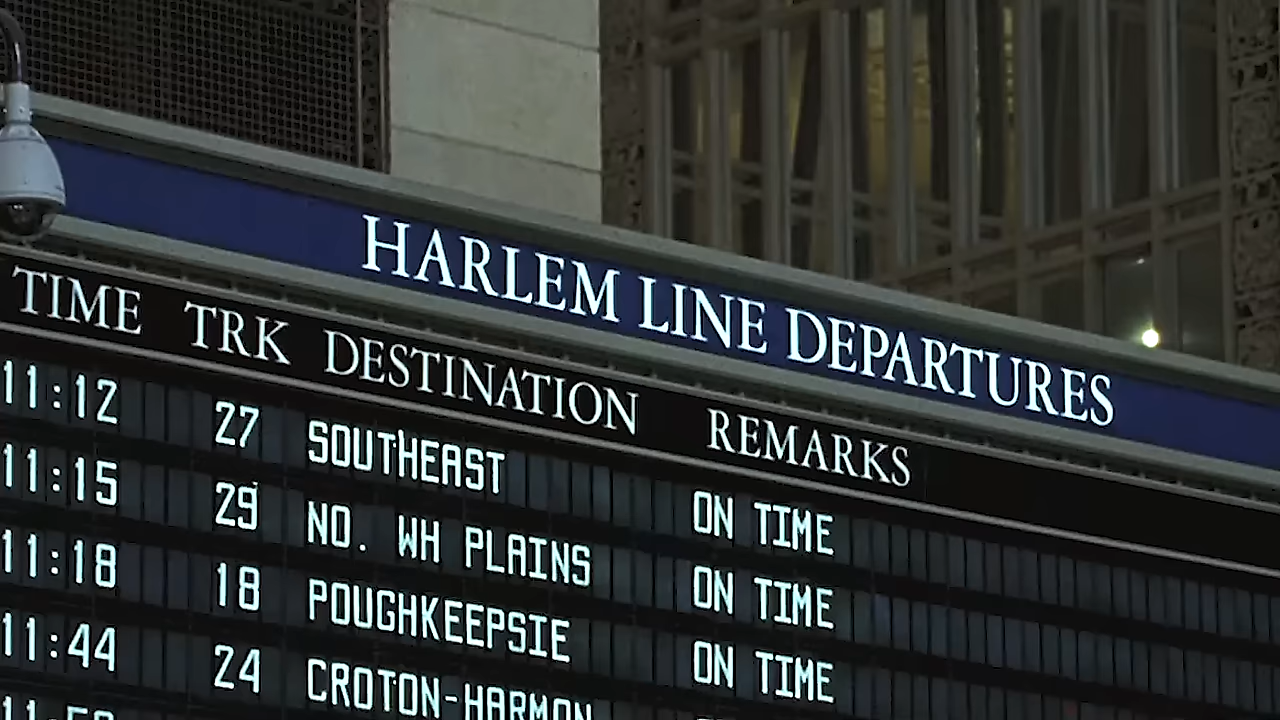 HARLEM LINE DEPARTURES
TIME TRK DESTINATION REMARKS
11:12 27 SOUTHEAST ON TIME
11:15 29 NO. WH PLAINS ON TIME
11:18 18 POUGHKEEPSIE ON TIME
11:44 24 CROTON-HARMON